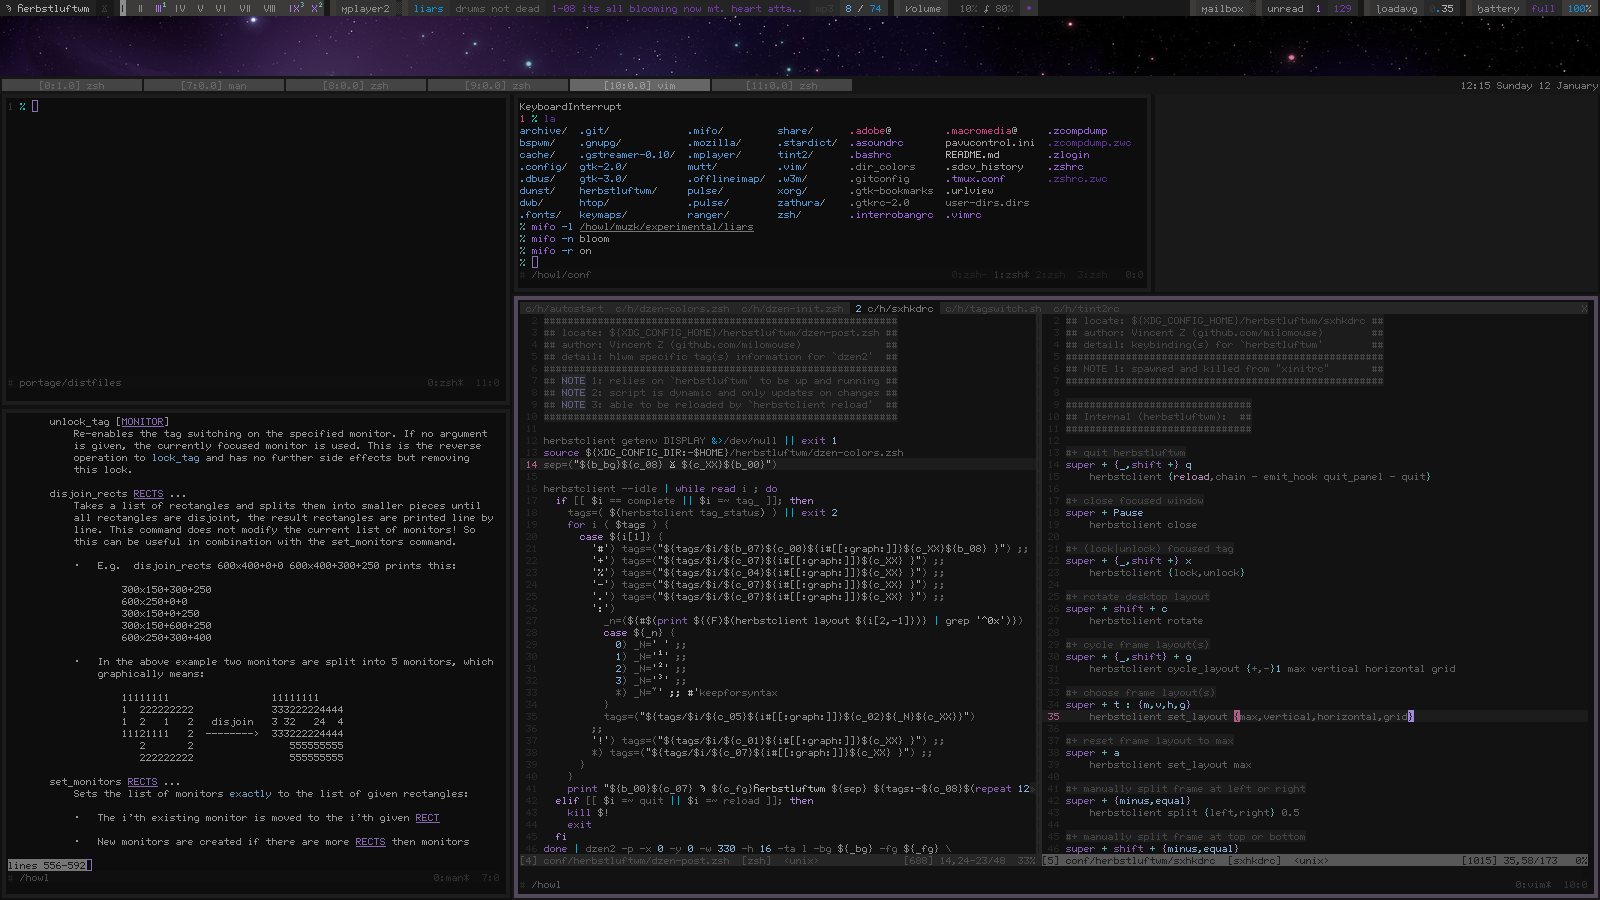 ɦerbstluftwm
I II III¹ IV V VI VII VIII IX³ X²
mplayer2 liars drums not dead 1-08 its all blooming now mt. heart atta.. mp3 8 / 74
Volume 10% 80%
Mailbox unread 1 129 loadavg 0.35 battery full 100%
[0:1.0] zsh [7:0.0] man [8:0.0] zsh [9:0.0] zsh [10:0.0] vim [11:0.0] zsh 12:15 Sunday 12 January
1 %
# portage/distfiles 0:zsh* 11:0
KeyboardInterrupt
1 % la
archive/ .git/ .mifo/ share/ .adobe@ .macromedia@ .zcompdump
bspwm/ .gnupg/ .mozilla/ .stardict/ .asoundrc pavucontrol.ini .zcompdump.zwc
cache/ .gstreamer-0.10/ .mplayer/ tint2/ .bashrc README.md .zlogin
.config/ gtk-2.0/ mutt/ .vim/ .dir_colors .sdcv_history .zshrc
.dbus/ gtk-3.0/ .offlineimap/ .w3m/ .gitconfig .tmux.conf .zshrc.zwc
dunst/ herbstluftwm/ pulse/ xorg/ .gtk-bookmarks .urlview
dwb/ htop/ .pulse/ zathura/ .gtkrc-2.0 user-dirs.dirs
.fonts/ keymaps/ ranger/ zsh/ .interrobangrc .vimrc
% mifo -l /howl/muzk/experimental/liars
% mifo -n bloom
% mifo -r on
%
# /howl/conf 0:zsh- 1:zsh* 2:zsh 3:zsh 0:0
unlock_tag [MONITOR]
Re-enables the tag switching on the specified monitor. If no argument
is given, the currently focused monitor is used. This is the reverse
operation to lock_tag and has no further side effects but removing
this lock.
disjoin_rects RECTS ...
Takes a list of rectangles and splits them into smaller pieces until
all rectangles are disjoint, the result rectangles are printed line by
line. This command does not modify the current list of monitors! So
this can be useful in combination with the set_monitors command.
· E.g. disjoin_rects 600x400+0+0 600x400+300+250 prints this:
300x150+300+250
600x250+0+0
300x150+0+250
300x150+600+250
600x250+300+400
· In the above example two monitors are split into 5 monitors, which
graphically means:
11111111 11111111
1 222222222 333222224444
1 2 1 2 disjoin 3 32 24 4
11121111 2 --------> 333222224444
2 2 555555555
222222222 555555555
set_monitors RECTS ...
Sets the list of monitors exactly to the list of given rectangles:
· The i'th existing monitor is moved to the i'th given RECT
· New monitors are created if there are more RECTS then monitors
lines 556-592
# /howl 0:man* 7:0
c/h/autostart c/h/dzen-colors.zsh c/h/dzen-init.zsh 2 c/h/sxhkdrc c/h/tagswitch.sh c/h/tint2rc X
2 ###########################################################
3 ## locate: ${XDG_CONFIG_HOME}/herbstluftwm/dzen-post.zsh ##
4 ## author: Vincent Z (github.com/milomouse) ##
5 ## detail: hlwm specific tag(s) information for `dzen2' ##
6 ###########################################################
7 ## NOTE 1: relies on `herbstluftwm' to be up and running ##
8 ## NOTE 2: script is dynamic and only updates on changes ##
9 ## NOTE 3: able to be reloaded by `herbstclient reload' ##
10 ###########################################################
11
12 herbstclient getenv DISPLAY &>/dev/null || exit 1
13 source ${XDG_CONFIG_DIR:-$HOME}/herbstluftwm/dzen-colors.zsh
14 sep=("${b_bg}${c_08} ${c_XX}${b_00}")
15
16 herbstclient --idle | while read i ; do
17 if [[ $i == complete || $i =~ tag_ ]]; then
18 tags=( $(herbstclient tag_status) ) || exit 2
19 for i ( $tags ) {
20 case ${i[1]} {
21 '#') tags=("${tags/$i/${b_07}${c_00}${i#[[:graph:]]}${c_XX}${b_08} }") ;;
22 '+') tags=("${tags/$i/${c_07}${i#[[:graph:]]}${c_XX} }") ;;
23 '%') tags=("${tags/$i/${c_04}${i#[[:graph:]]}${c_XX} }") ;;
24 '-') tags=("${tags/$i/${c_07}${i#[[:graph:]]}${c_XX} }") ;;
25 '.') tags=("${tags/$i/${c_07}${i#[[:graph:]]}${c_XX} }") ;;
26 ':')
27 _n=(${#$(print ${(F)$(herbstclient layout ${i[2,-1]})} | grep '^0x')})
28 case ${_n} {
29 0) _N=' ' ;;
30 1) _N='¹' ;;
31 2) _N='²' ;;
32 3) _N='³' ;;
33 *) _N='˟' ;; #'keepforsyntax
34 }
35 tags=("${tags/$i/${c_05}${i#[[:graph:]]}${c_02}${_N}${c_XX}}")
36 ;;
37 '!') tags=("${tags/$i/${c_01}${i#[[:graph:]]}${c_XX} }") ;;
38 *) tags=("${tags/$i/${c_07}${i#[[:graph:]]}${c_XX} }") ;;
39 }
40 }
41 print "${b_00}${c_07} ${c_fg}ɦerbstluftwm ${sep} ${tags:-${c_08}${repeat 12
42 elif [[ $i =~ quit || $i =~ reload ]]; then
43 kill $!
44 exit
45 fi
46 done | dzen2 -p -x 0 -y 0 -w 330 -h 16 -ta l -bg ${_bg} -fg ${_fg} \
[4] conf/herbstluftwm/dzen-post.zsh [zsh] <unix> [688] 14,24-23/48 33%
2 ## locate: ${XDG_CONFIG_HOME}/herbstluftwm/sxhkdrc ##
3 ## author: Vincent Z (github.com/milomouse) ##
4 ## detail: keybinding(s) for `herbstluftwm' ##
5 #####################################################
6 ## NOTE 1: spawned and killed from "xinitrc" ##
7 #####################################################
8
9 ###############################
10 ## Internal (herbstluftwm): ##
11 ###############################
12
13 #+ quit herbstluftwm
14 super + {_,shift +} q
15 herbstclient {reload,chain - emit_hook quit_panel - quit}
16
17 #+ close focused window
18 super + Pause
19 herbstclient close
20
21 #+ (lock|unlock) focused tag
22 super + {_,shift +} x
23 herbstclient {lock,unlock}
24
25 #+ rotate desktop layout
26 super + shift + c
27 herbstclient rotate
28
29 #+ cycle frame layout(s)
30 super + {_,shift} + g
31 herbstclient cycle_layout {+,-}1 max vertical horizontal grid
32
33 #+ choose frame layout(s)
34 super + t : {m,v,h,g}
35 herbstclient set_layout {max,vertical,horizontal,grid}
36
37 #+ reset frame layout to max
38 super + a
39 herbstclient set_layout max
40
41 #+ manually split frame at left or right
42 super + {minus,equal}
43 herbstclient split {left,right} 0.5
44
45 #+ manually split frame at top or bottom
46 super + shift + {minus,equal}
[5] conf/herbstluftwm/sxhkdrc [sxhkdrc] <unix> [1015] 35,58/173 0%
# /howl 0:vim* 10:0